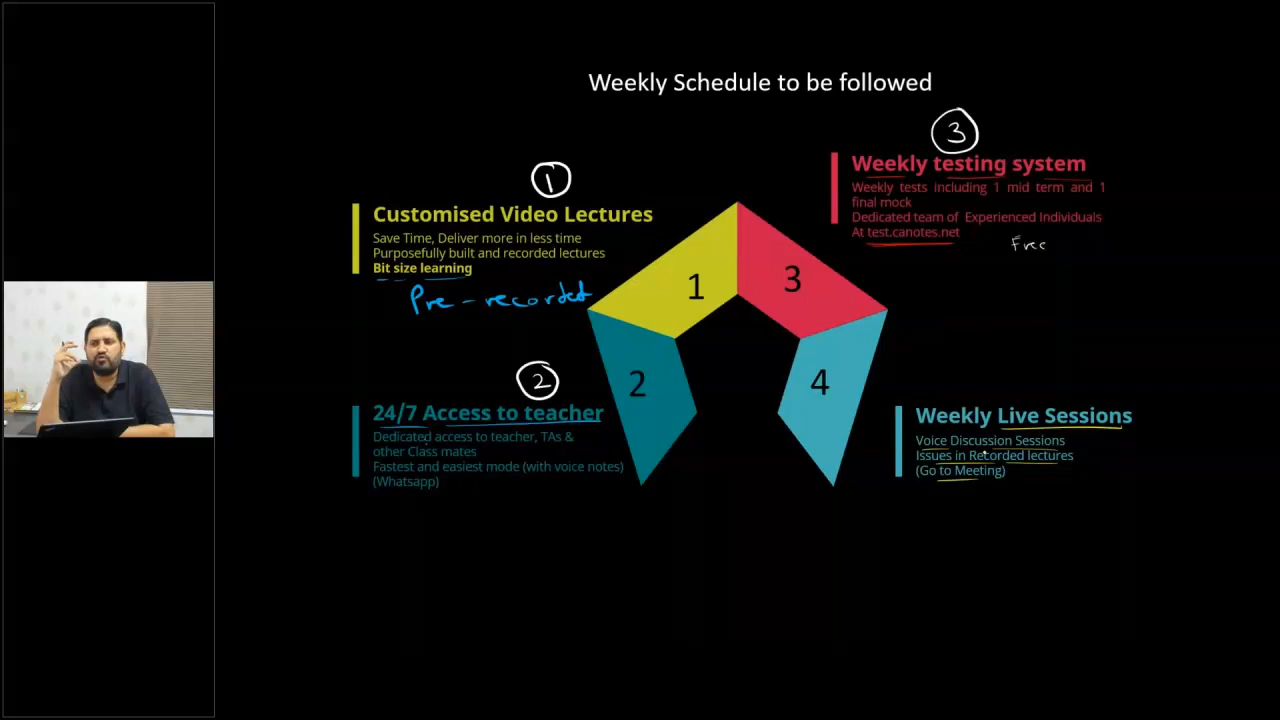 Weekly Schedule to be followed
1
Customised Video Lectures
Save Time, Deliver more in less time
Purposefully built and recorded lectures
Bit size learning
Pre - recorded
1
2
24/7 Access to teacher
Dedicated access to teacher, TAs &
other Class mates
Fastest and easiest mode (with voice notes)
(Whatsapp)
2
3
Weekly testing system
Weekly tests including 1 mid term and 1
final mock
Dedicated team of Experienced Individuals
At test.canotes.net
Free
3
4
Weekly Live Sessions
Voice Discussion Sessions
Issues in Recorded lectures
(Go to Meeting)